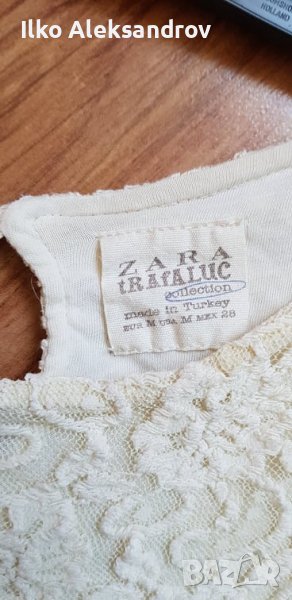 Ilko Aleksandrov
HOLLAND
ZARA
tRAfALUC
collection
made in Turkey
EUR M USA M MEX 28
BAZAR